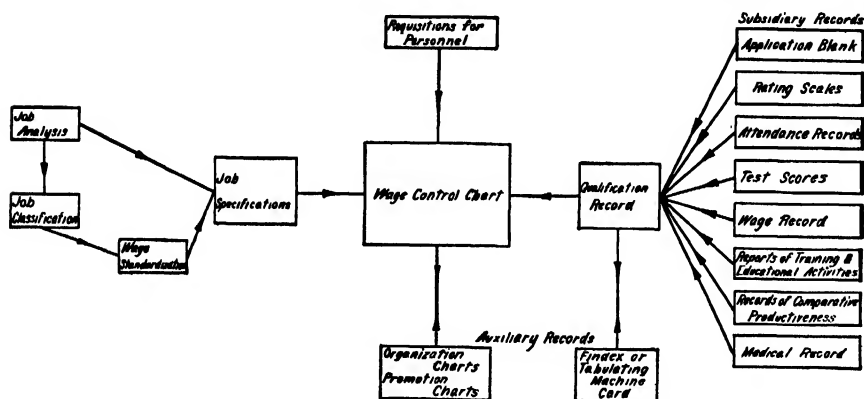 Requisitions for
Personnel
Subsidiary Records
Application Blank
Rating Scales
Attendance Records
Test Scores
Wage Record
Reports of Training &
Educational Activities
Records of Comparative
Productiveness
Medical Record
Job
Analysis
Job
Classification
Wage
Standardization
Job
Specifications
Wage Control Chart
Qualification
Record
Auxiliary Records
Organization
Charts
Promotion
Charts
Findex or
Tabulating
Machine
Card